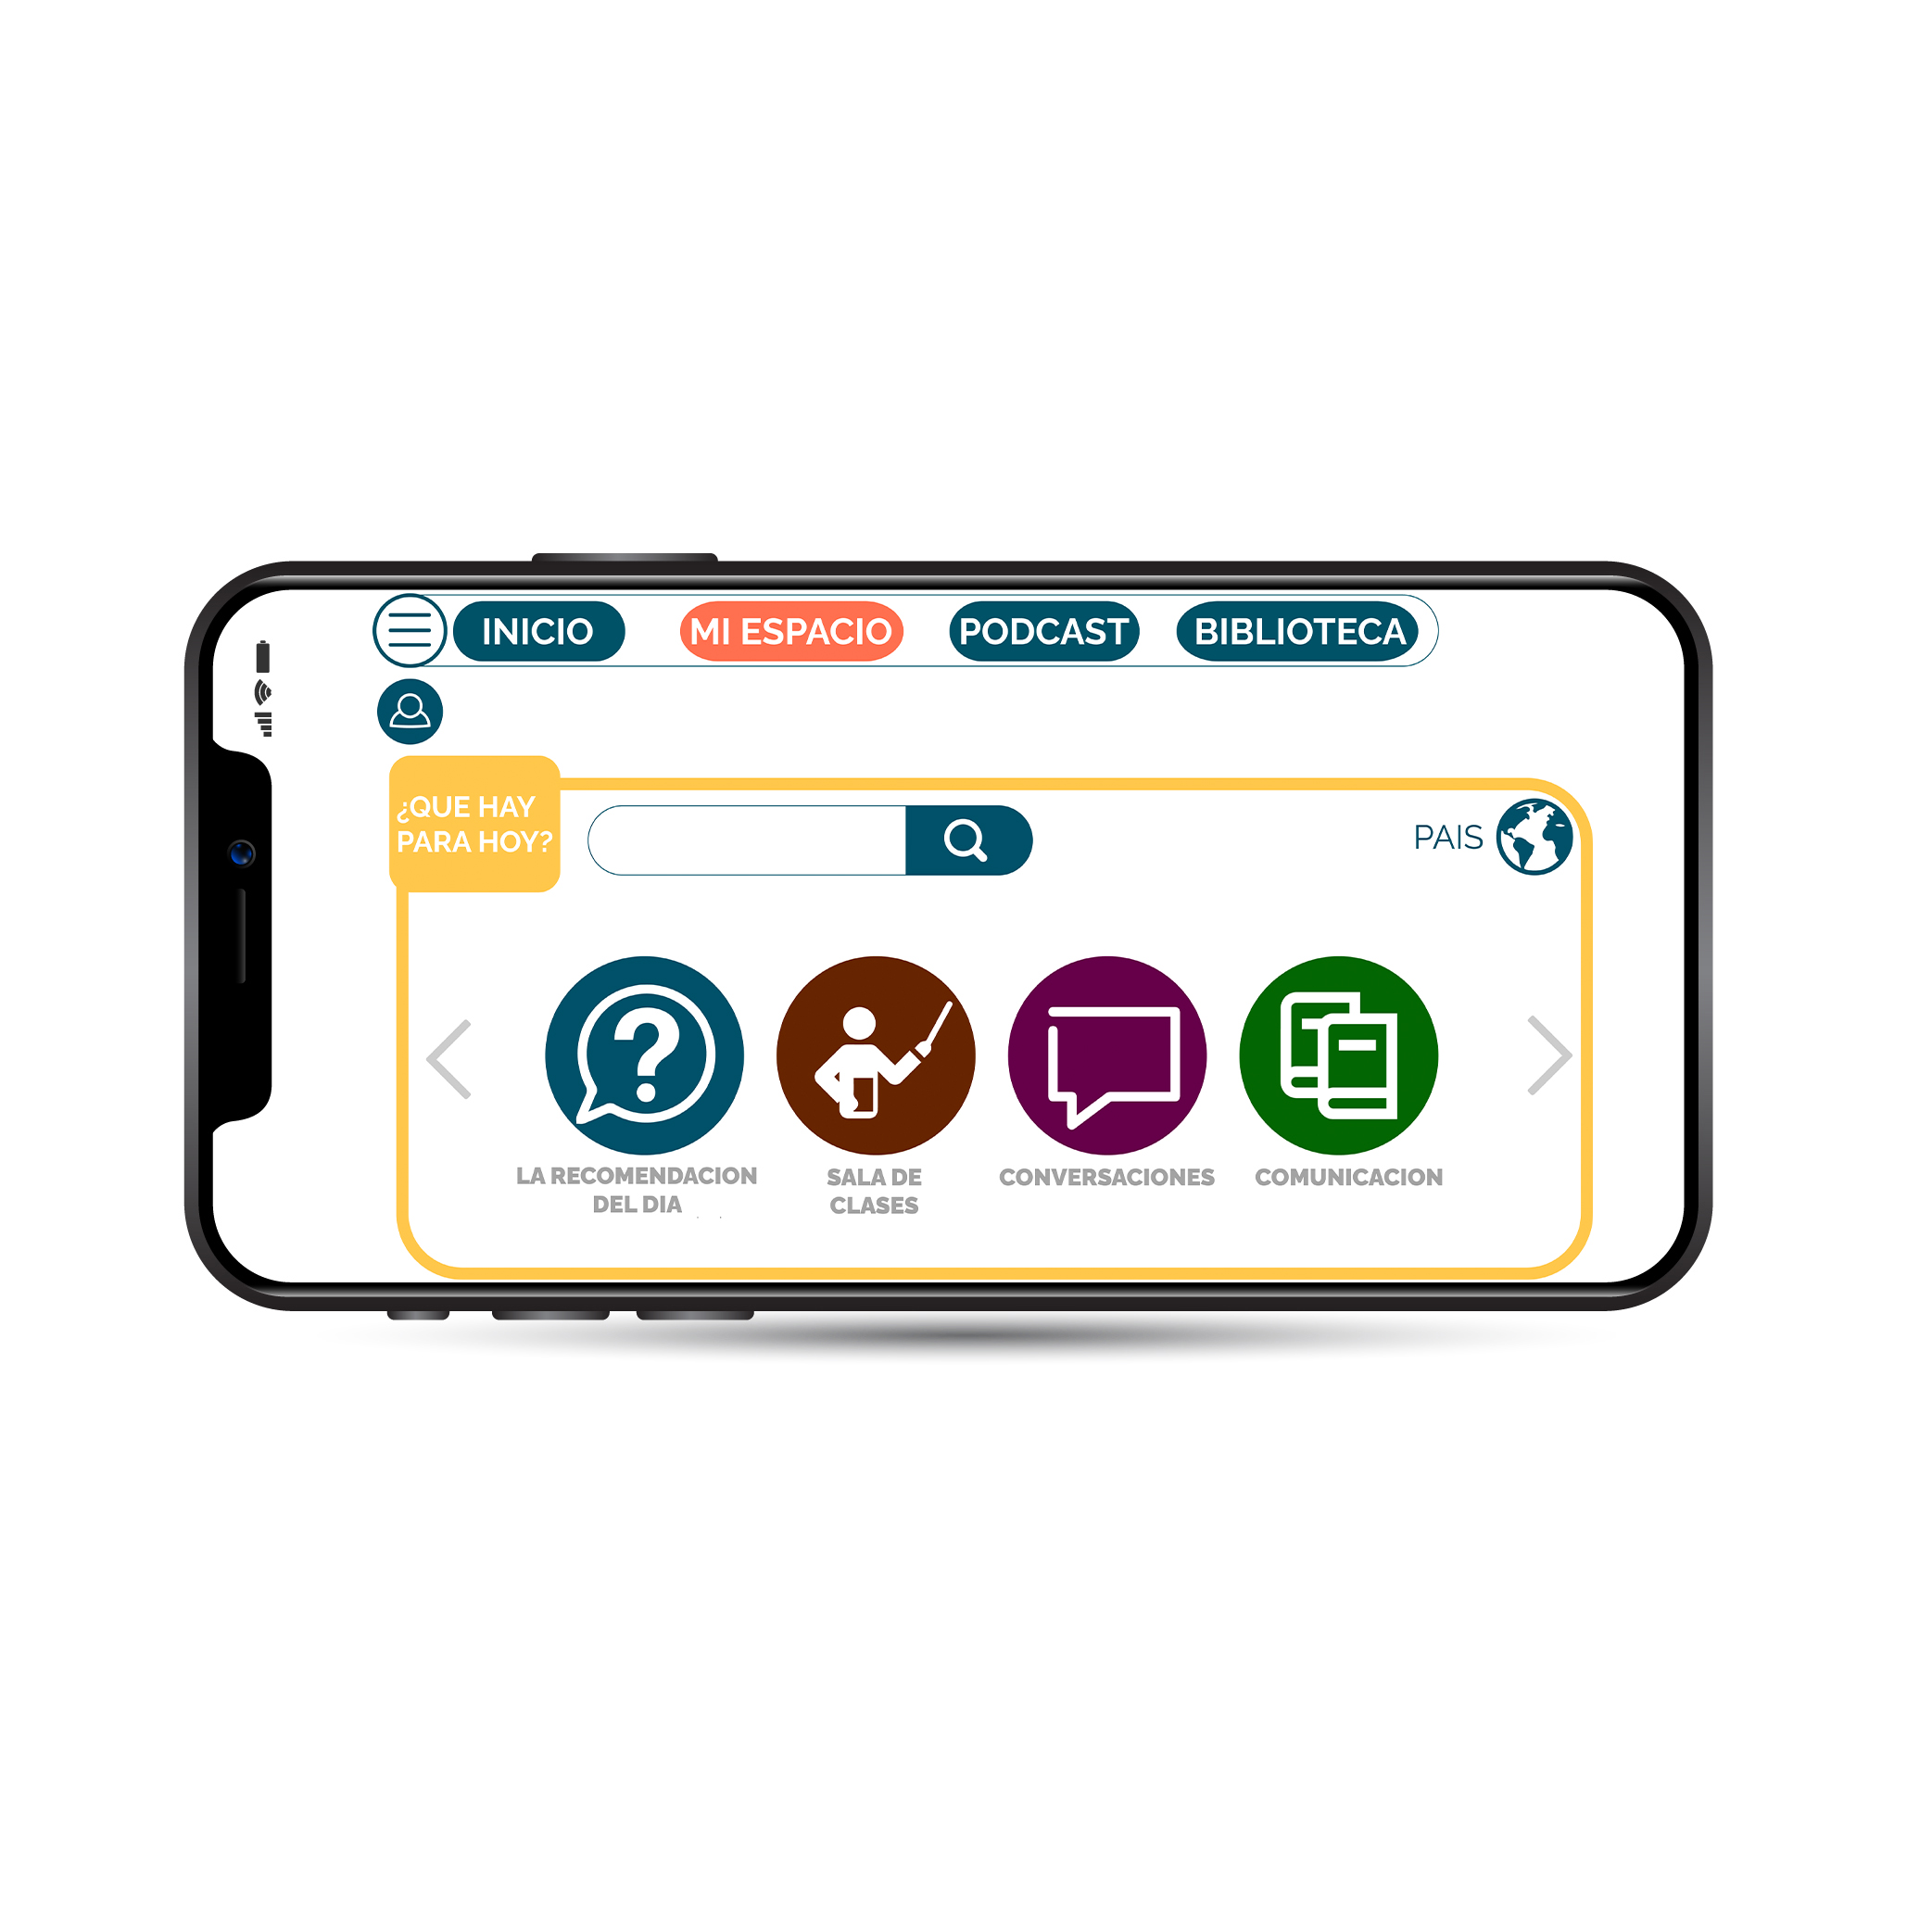 INICIO
MI ESPACIO
PODCAST
BIBLIOTECA
¿QUE HAY
PARA HOY?
PAIS
LA RECOMENDACION
DEL DIA
SALA DE
CLASES
CONVERSACIONES
COMUNICACION